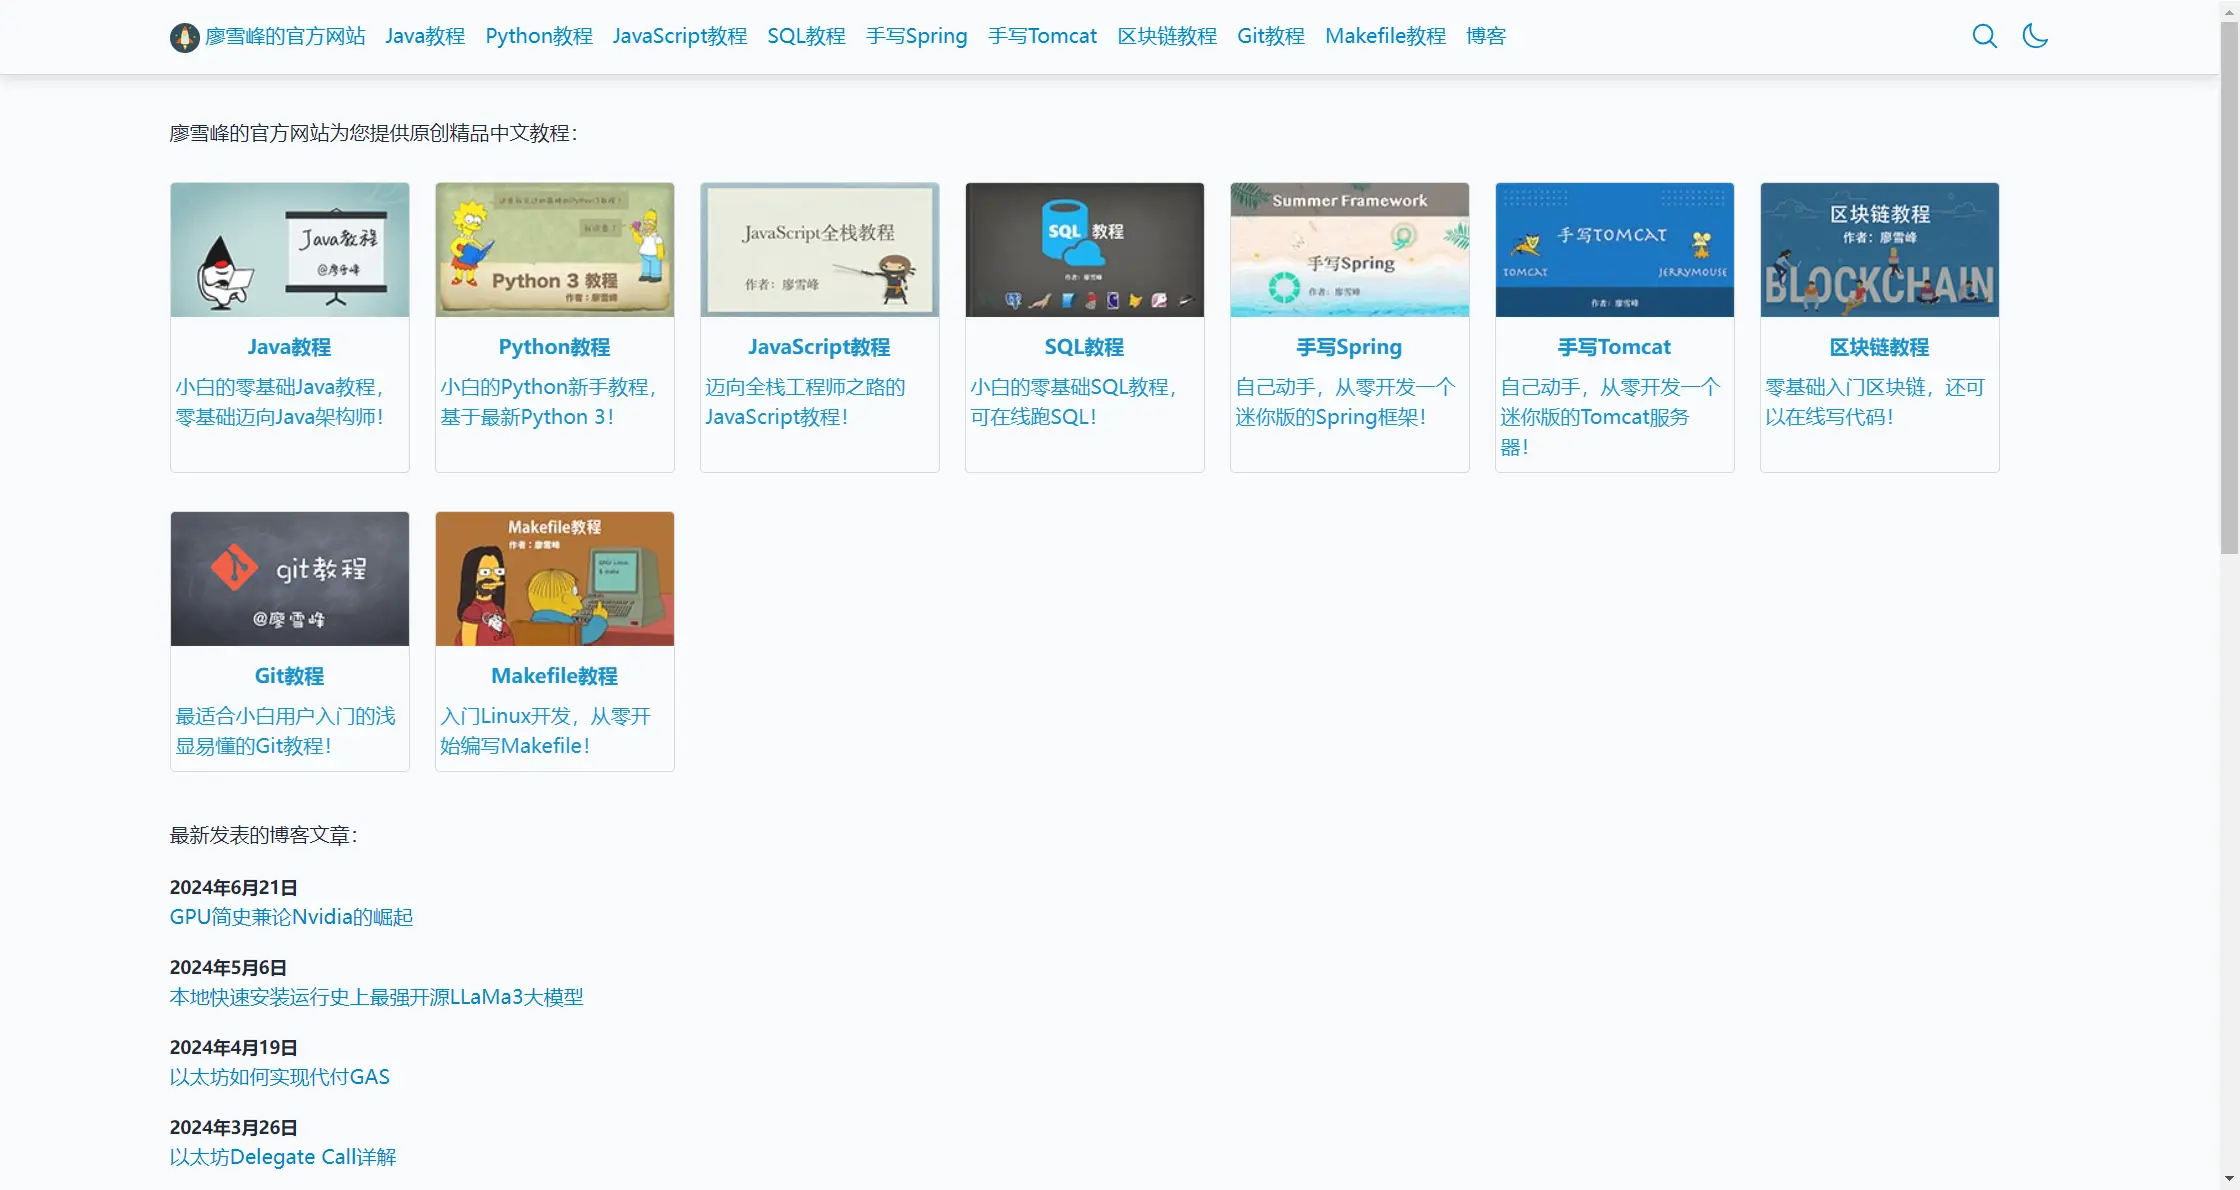 廖雪峰的官方网站 Java教程 Python教程 JavaScript教程 SQL教程 手写Spring 手写Tomcat 区块链教程 Git教程 Makefile教程 博客
廖雪峰的官方网站为您提供原创精品中文教程：
Java教程
@廖雪峰
Java教程
小白的零基础Java教程，
零基础迈向Java架构师！
Python 3 教程
作者：廖雪峰
Python教程
小白的Python新手教程，
基于最新Python 3！
JavaScript全栈教程
作者：廖雪峰
JavaScript教程
迈向全栈工程师之路的
JavaScript教程！
SQL 教程
作者：廖雪峰
SQL教程
小白的零基础SQL教程，
可在线跑SQL！
Summer Framework
手写Spring
作者：廖雪峰
手写Spring
自己动手，从零开发一个
迷你版的Spring框架！
手写TOMCAT
TOMCAT JERRYMOUSE
作者：廖雪峰
手写Tomcat
自己动手，从零开发一个
迷你版的Tomcat服务
器！
区块链教程
作者：廖雪峰
BLOCKCHAIN
区块链教程
零基础入门区块链，还可
以在线写代码！
git教程
@廖雪峰
Git教程
最适合小白用户入门的浅
显易懂的Git教程！
Makefile教程
作者：廖雪峰
Makefile教程
入门Linux开发，从零开
始编写Makefile！
最新发表的博客文章：
2024年6月21日
GPU简史兼论Nvidia的崛起
2024年5月6日
本地快速安装运行史上最强开源LLaMa3大模型
2024年4月19日
以太坊如何实现代付GAS
2024年3月26日
以太坊Delegate Call详解